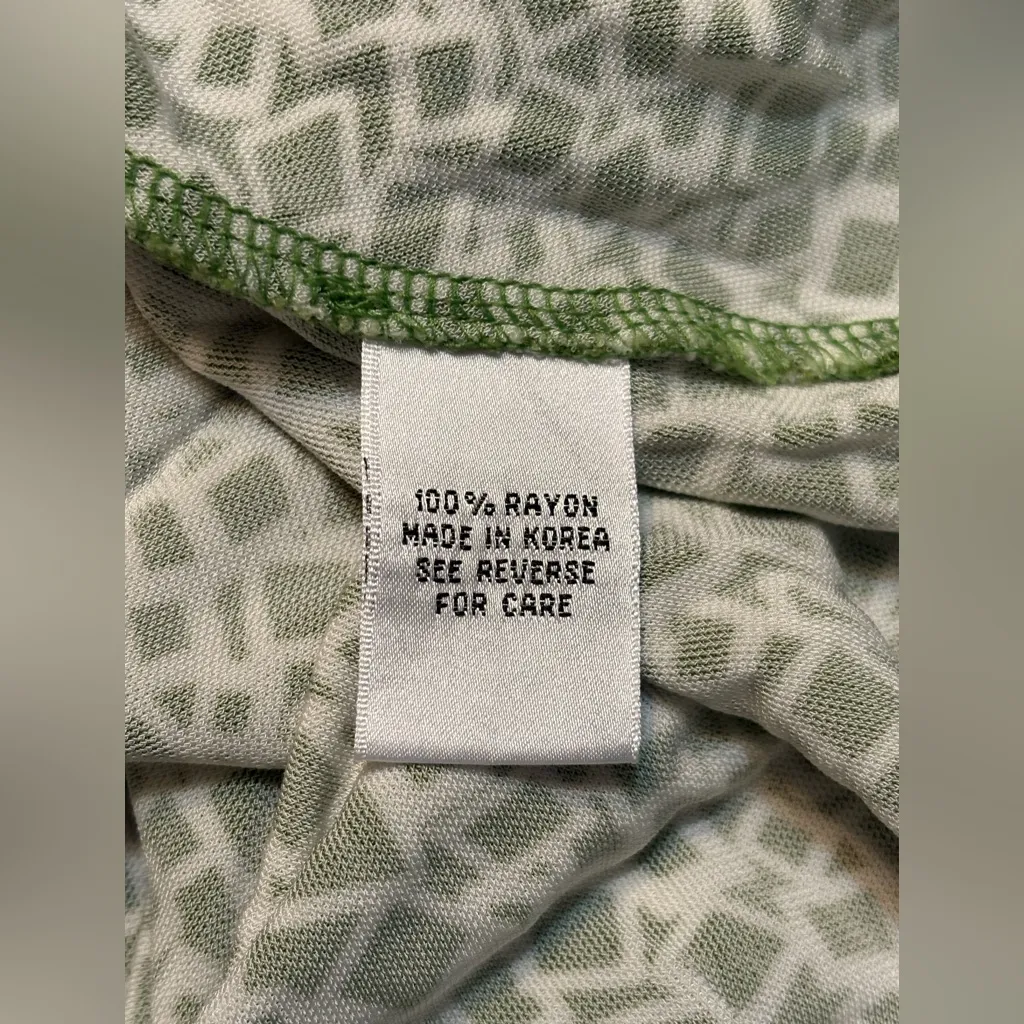 100% RAYON
MADE IN KOREA
SEE REVERSE
FOR CARE